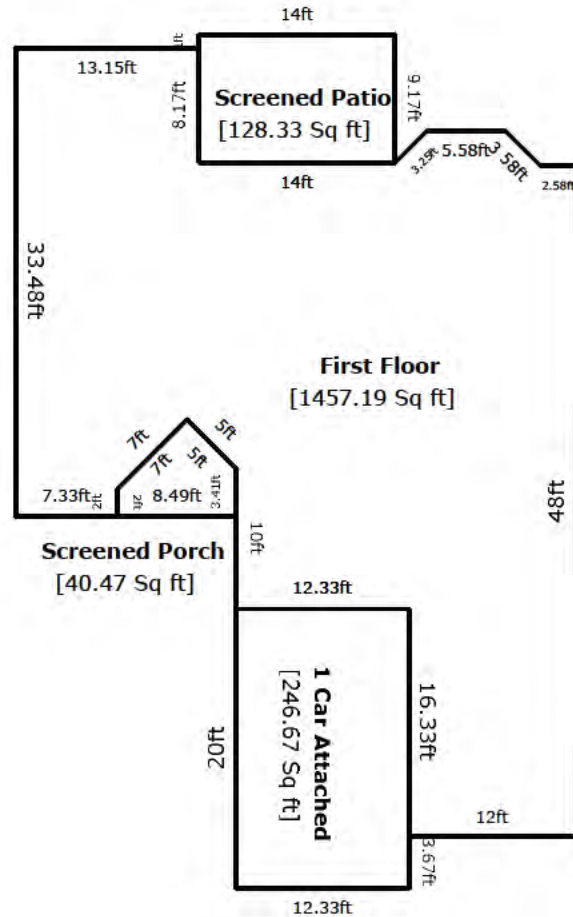 14ft
13.15ft
8.17ft
Screened Patio
[128.33 Sq ft]
9.17ft
14ft
3.25ft
5.58ft
3.58ft
2.58ft
33.48ft
First Floor
[1457.19 Sq ft]
7ft
5ft
7ft
5ft
7.33ft
2ft
2ft
8.49ft
3.41ft
48ft
Screened Porch
[40.47 Sq ft]
10ft
12.33ft
1 Car Attached
[246.67 Sq ft]
20ft
16.33ft
12ft
3.67ft
12.33ft